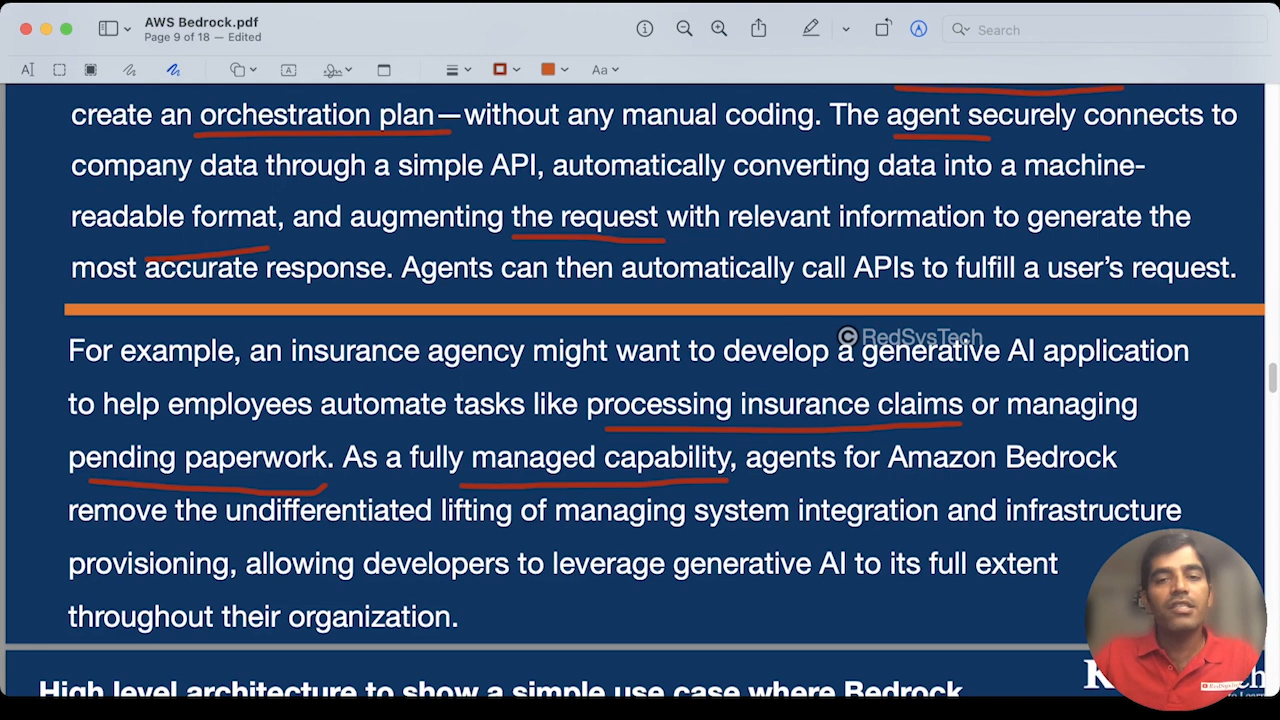 AWS Bedrock.pdf
Page 9 of 18 — Edited
Search
Aa
create an orchestration plan—without any manual coding. The agent securely connects to
company data through a simple API, automatically converting data into a machine-
readable format, and augmenting the request with relevant information to generate the
most accurate response. Agents can then automatically call APIs to fulfill a user's request.
© RedSysTech
For example, an insurance agency might want to develop a generative AI application
to help employees automate tasks like processing insurance claims or managing
pending paperwork. As a fully managed capability, agents for Amazon Bedrock
remove the undifferentiated lifting of managing system integration and infrastructure
provisioning, allowing developers to leverage generative AI to its full extent
throughout their organization.
High level architecture to show a simple use case where Bedrock